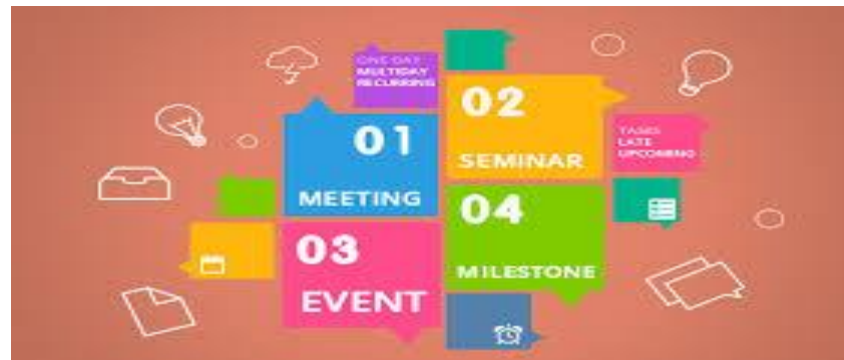 ONE DAY
MULTIDAY
RECURRING
01
MEETING
02
SEMINAR
TASKS
LATE
UPCOMING
03
EVENT
04
MILESTONE